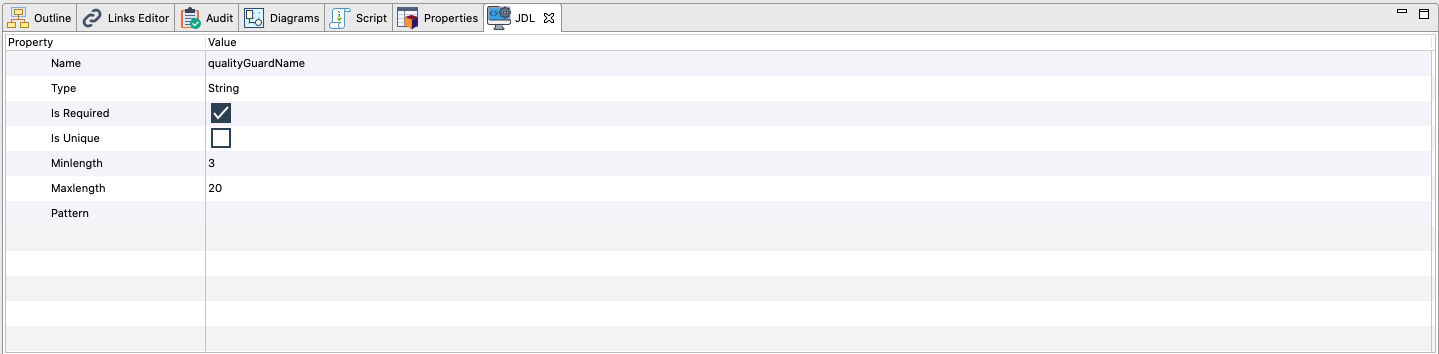 Outline Links Editor Audit Diagrams Script Properties JDL
Property Value
Name qualityGuardName
Type String
Is Required
Is Unique
Minlength 3
Maxlength 20
Pattern